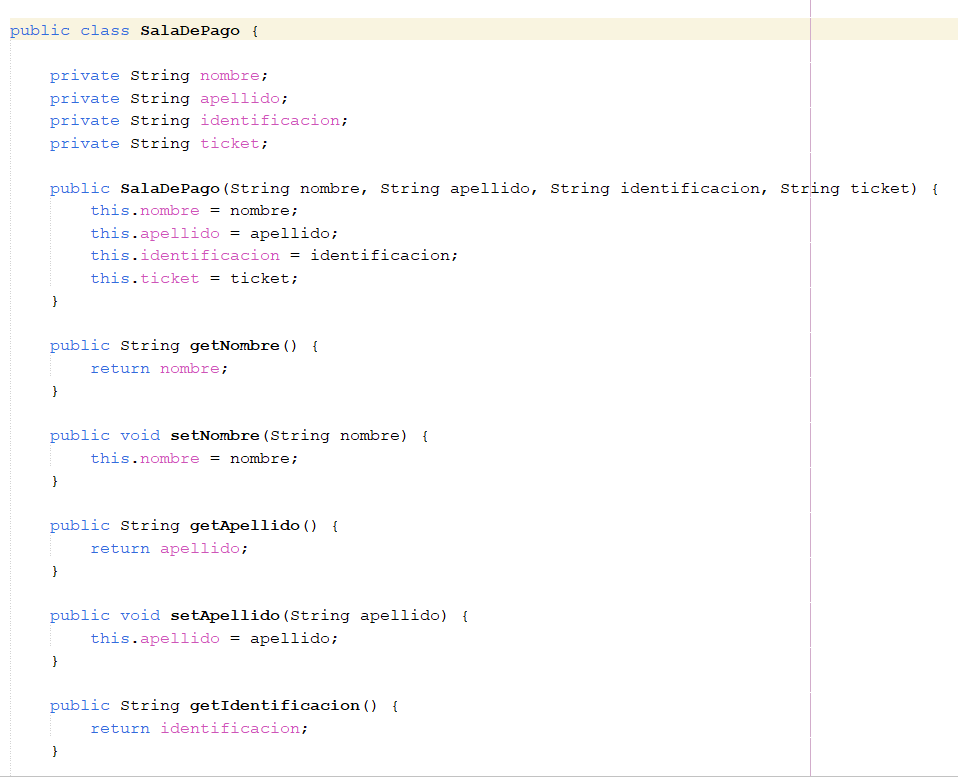 public class SalaDePago {
private String nombre;
private String apellido;
private String identificacion;
private String ticket;
public SalaDePago(String nombre, String apellido, String identificacion, String ticket) {
this.nombre = nombre;
this.apellido = apellido;
this.identificacion = identificacion;
this.ticket = ticket;
}
public String getNombre() {
return nombre;
}
public void setNombre(String nombre) {
this.nombre = nombre;
}
public String getApellido() {
return apellido;
}
public void setApellido(String apellido) {
this.apellido = apellido;
}
public String getIdentificacion() {
return identificacion;
}